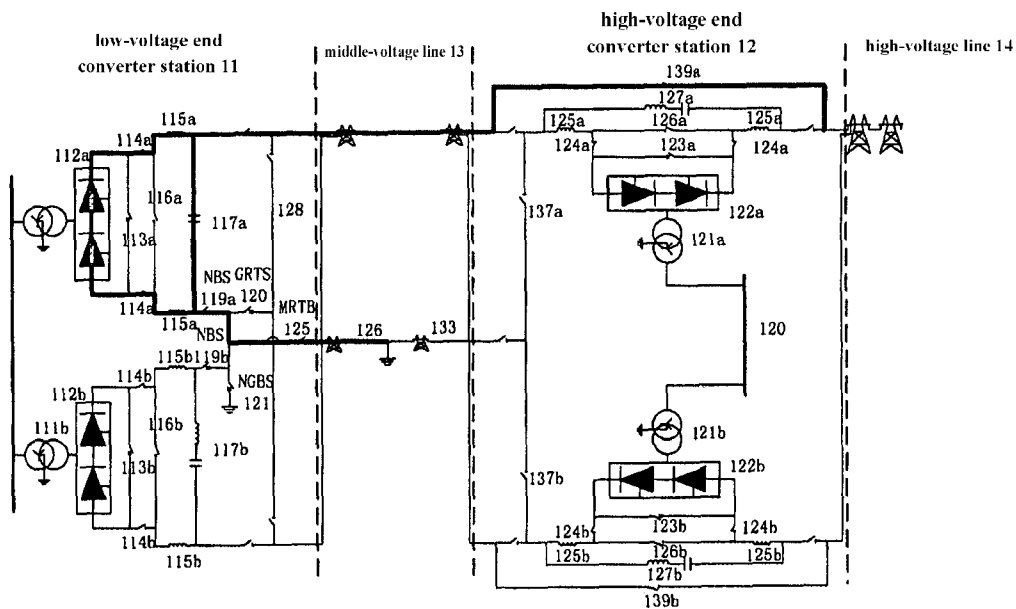 low-voltage end
converter station 11
middle-voltage line 13
high-voltage end
converter station 12
high-voltage line 14
139a
127a
115a
125a
126a
125a
114a
124a
123a
124a
112a
116a
128
122a
117a
137a
113a
121a
NBS
GRTS
119a
120
114a
MRTB
115a
NBS
125
126
133
120
115b
119b
114b
NGBS
112b
121
116b
111b
117b
121b
113b
137b
122b
123b
124b
124b
114b
126b
125b
125b
115b
127b
139b